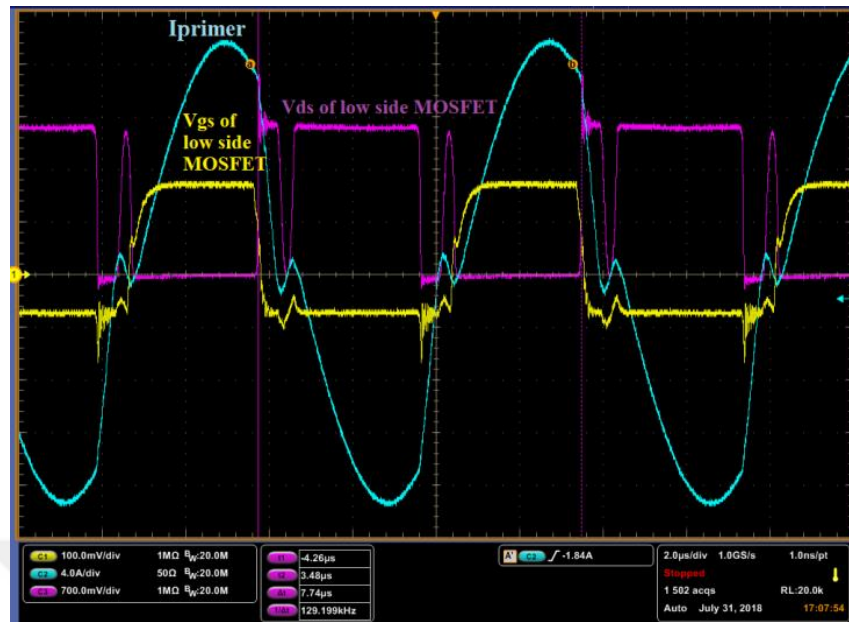 Iprimer
a
b
Vds of low side MOSFET
Vgs of
low side
MOSFET
1
C1 100.0mV/div 1MΩ BW:20.0M
C2 4.0A/div 50Ω BW:20.0M
C3 700.0mV/div 1MΩ BW:20.0M
t1 -4.26µs
t2 3.48µs
Δt 7.74µs
1/Δt 129.199kHz
A' C2 -1.84A
2.0µs/div 1.0GS/s 1.0ns/pt
Stopped
1 502 acqs RL:20.0k
Auto July 31, 2018 17:07:54